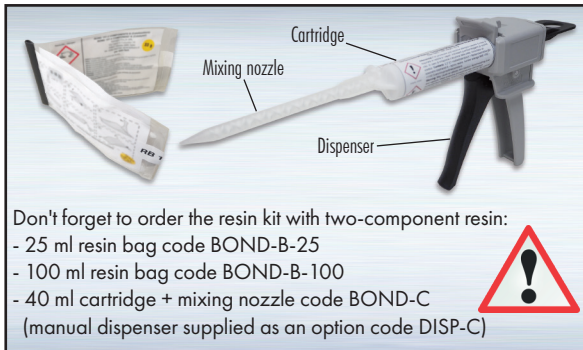 Cartridge
Mixing nozzle
Dispenser
RB
Don't forget to order the resin kit with two-component resin:
- 25 ml resin bag code BOND-B-25
- 100 ml resin bag code BOND-B-100
- 40 ml cartridge + mixing nozzle code BOND-C
(manual dispenser supplied as an option code DISP-C)